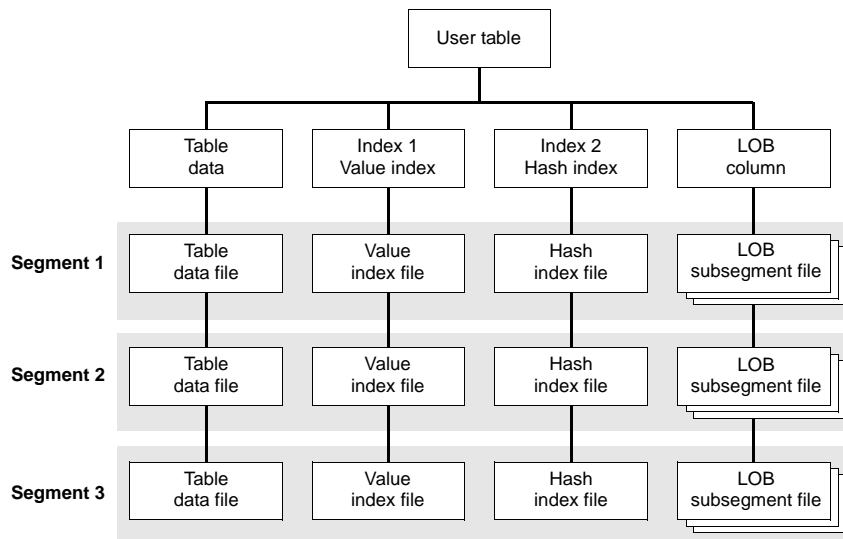 User table
Table
data
Index 1
Value index
Index 2
Hash index
LOB
column
Segment 1
Table
data file
Value
index file
Hash
index file
LOB
subsegment file
Segment 2
Table
data file
Value
index file
Hash
index file
LOB
subsegment file
Segment 3
Table
data file
Value
index file
Hash
index file
LOB
subsegment file